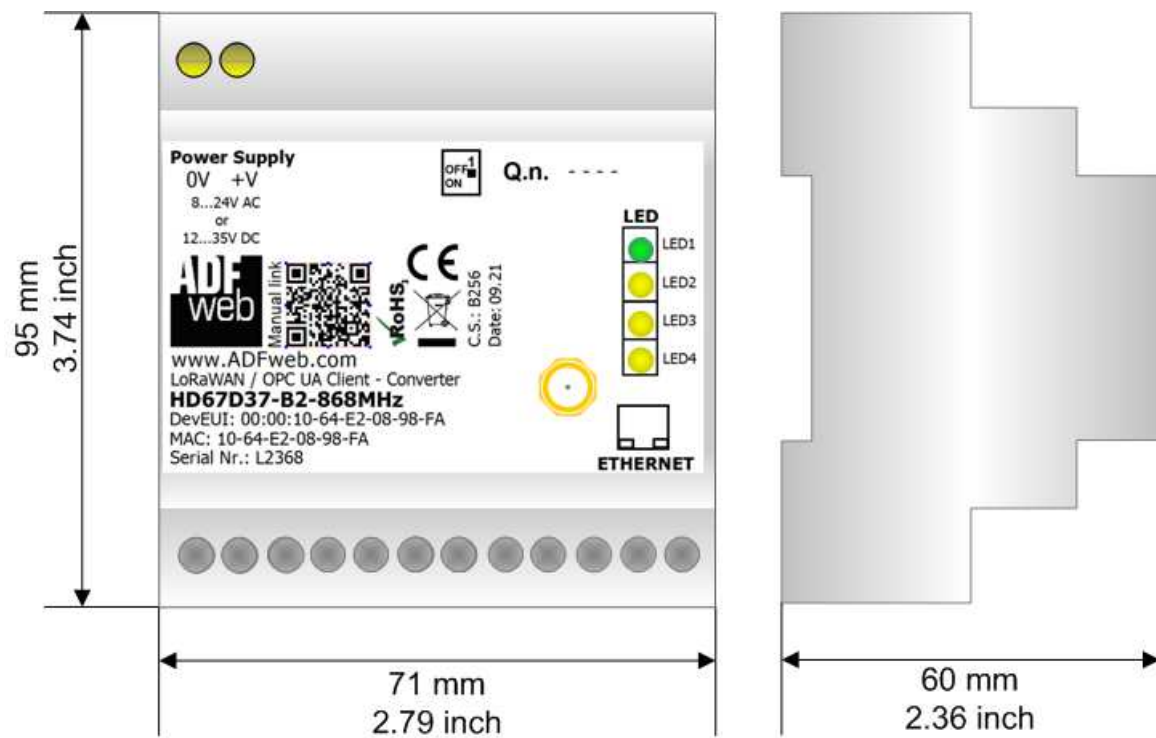 Power Supply
0V +V
8...24V AC
or
12...35V DC
OFF 1
ON
Q.n. ----
LED
LED1
LED2
LED3
LED4
ADF
web
Manual link
RoHS
CE
C.S.: B256
Date: 09.21
www.ADFweb.com
LoRaWAN / OPC UA Client - Converter
HD67D37-B2-868MHz
DevEUI: 00:00:10-64-E2-08-98-FA
MAC: 10-64-E2-08-98-FA
Serial Nr.: L2368
ETHERNET
95 mm
3.74 inch
71 mm
2.79 inch
60 mm
2.36 inch